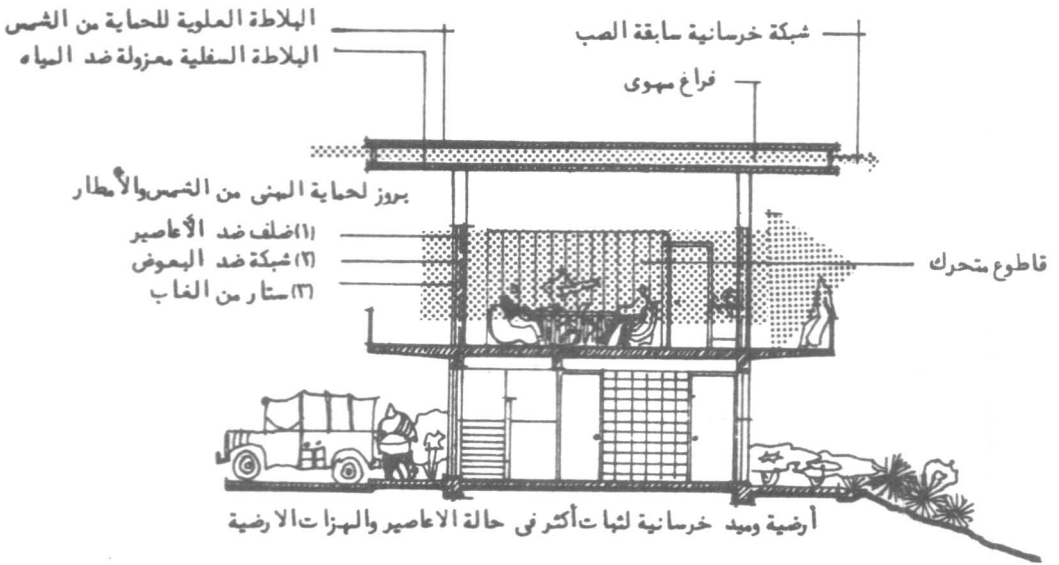 البلاطة العلوية للحماية من الشمس
البلاطة السفلية معزولة ضد المياه
شبكة خرسانية سابقة الصب
فراغ مهوى
بروز لحماية المبنى من الشمس والأمطار
(١) ضلف ضد الأعاصير
(٢) شبكة ضد البعوض
(٣) ستار من الغاب
قاطوع متحرك
أرضية وميد خرسانية لثبات أكثر فى حالة الاعاصير والهزات الارضية